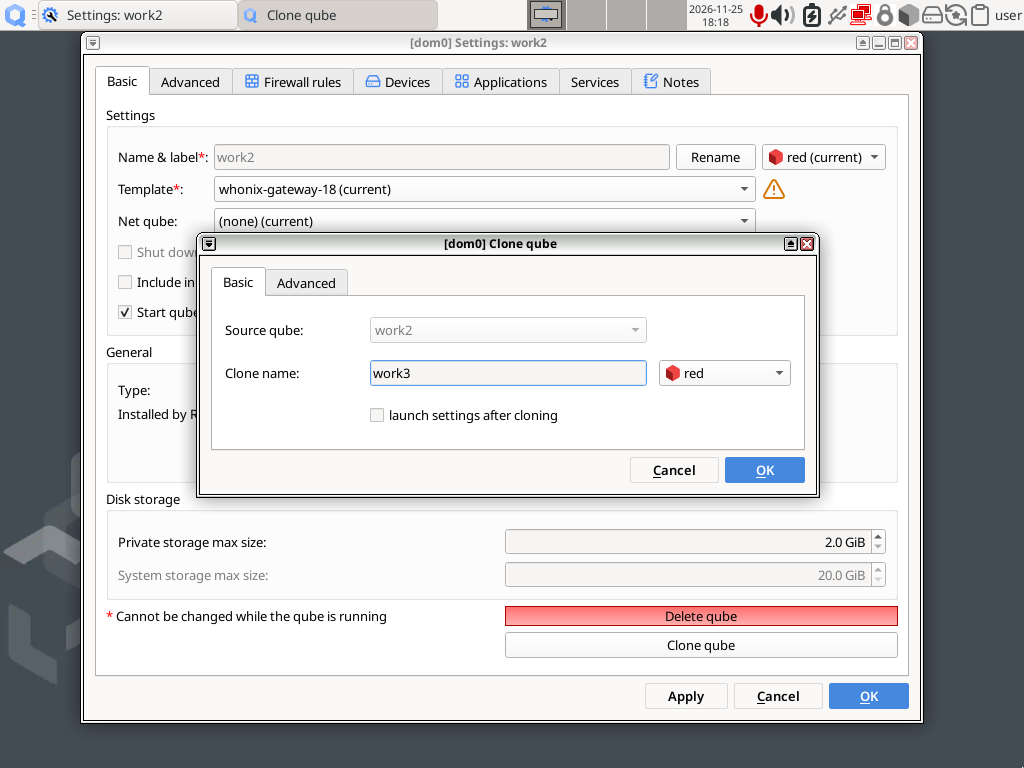 Settings: work2
Clone qube
2026-11-25
18:18
user
[dom0] Settings: work2
Basic
Advanced
Firewall rules
Devices
Applications
Services
Notes
Settings
Name & label*:
work2
Rename
red (current)
Template*:
whonix-gateway-18 (current)
Net qube:
(none) (current)
Shut dow
Include in
Start qube
[dom0] Clone qube
Basic
Advanced
Source qube:
work2
Clone name:
work3
red
launch settings after cloning
Cancel
OK
General
Type:
Installed by R
Disk storage
Private storage max size:
2.0 GiB
System storage max size:
20.0 GiB
* Cannot be changed while the qube is running
Delete qube
Clone qube
Apply
Cancel
OK